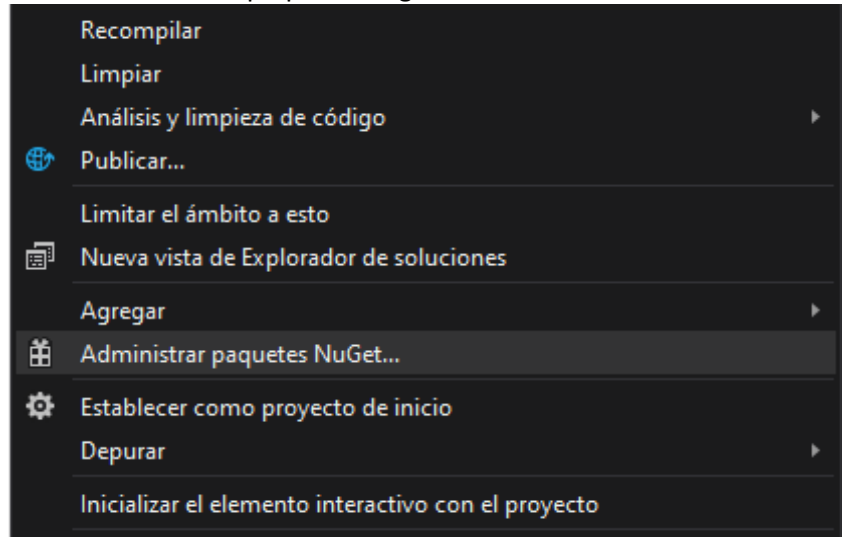 Recompilar
Limpiar
Análisis y limpieza de código
Publicar...
Limitar el ámbito a esto
Nueva vista de Explorador de soluciones
Agregar
Administrar paquetes NuGet...
Establecer como proyecto de inicio
Depurar
Inicializar el elemento interactivo con el proyecto